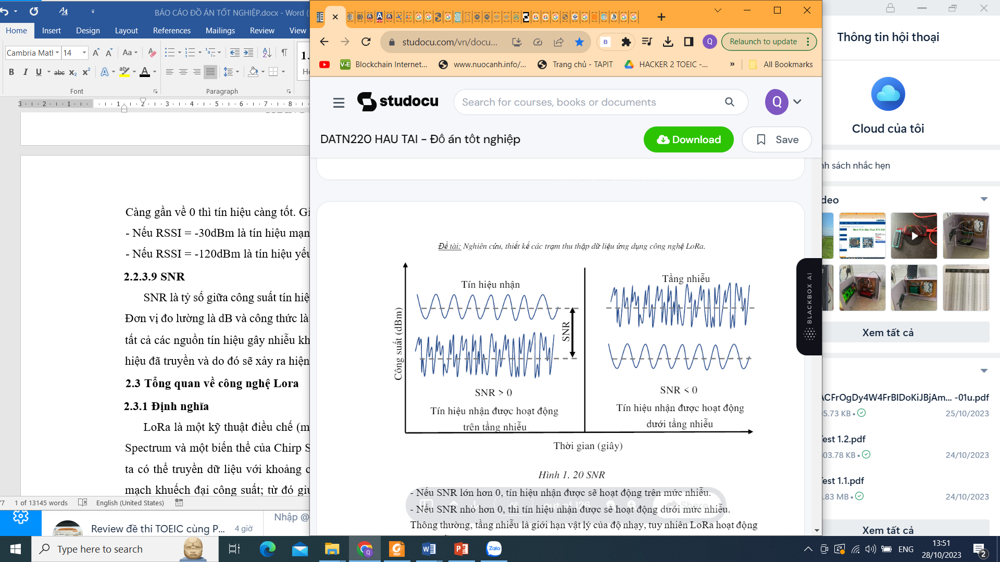 BÁO CÁO ĐỒ ÁN TỐT NGHIỆP.docx - Word (
Home Insert Design Layout References Mailings Review View
Cambria Mat 14
Font
Paragraph
Càng gần về 0 thì tín hiệu càng tốt. Gi
- Nếu RSSI = -30dBm là tín hiệu mạn
- Nếu RSSI = -120dBm là tín hiệu yếu
2.2.3.9 SNR
SNR là tỷ số giữa công suất tín hiệ
Đơn vị đo lường là dB và công thức là
tất cả các nguồn tín hiệu gây nhiễu kh
hiệu đã truyền và do đó sẽ xảy ra hiện
2.3 Tổng quan về công nghệ Lora
2.3.1 Định nghĩa
LoRa là một kỹ thuật điều chế (m
Spectrum và một biến thể của Chirp S
ta có thể truyền dữ liệu với khoảng c
mạch khuếch đại công suất; từ đó giu
1 of 13145 words English (United States)
Review đề thi TOEIC cùng P... 4 giờ
Nhập @
studocu.com/vn/docu...
Relaunch to update
Blockchain Internet... www.nuocanh.info/... Trang chủ - TAPIT HACKER 2 TOEIC -... » All Bookmarks
studocu
Search for courses, books or documents
Q
DATN220 HAU TAI - Đồ án tốt nghiệp
Download
Save
Đề tài: Nghiên cứu, thiết kế các trạm thu thập dữ liệu ứng dụng công nghệ LoRa.
Công suất (dBm)
Tín hiệu nhận
SNR
Tầng nhiễu
SNR > 0
Tín hiệu nhận được hoạt động
trên tầng nhiễu
SNR < 0
Tín hiệu nhận được hoạt động
dưới tầng nhiễu
Thời gian (giây)
Hình 1. 20 SNR
- Nếu SNR lớn hơn 0, tín hiệu nhận được sẽ hoạt động trên mức nhiễu.
- Nếu SNR nhỏ hơn 0, thì tín hiệu nhận được sẽ hoạt động dưới mức nhiễu.
Thông thường, tầng nhiễu là giới hạn vật lý của độ nhạy, tuy nhiên LoRa hoạt động
out of 126
Share
BLACKBOX AI
Thông tin hội thoại
Cloud của tôi
nh sách nhắc hẹn
deo
Xem tất cả
ACFrOgDy4W4FrBlDoKiJBjAm... -01u.pdf
5.73 KB 25/10/2023
Test 1.2.pdf
03.78 KB 24/10/2023
Test 1.1.pdf
.83 MB 24/10/2023
Xem tất cả
Type here to search
Zalo
ENG
13:51
28/10/2023
2